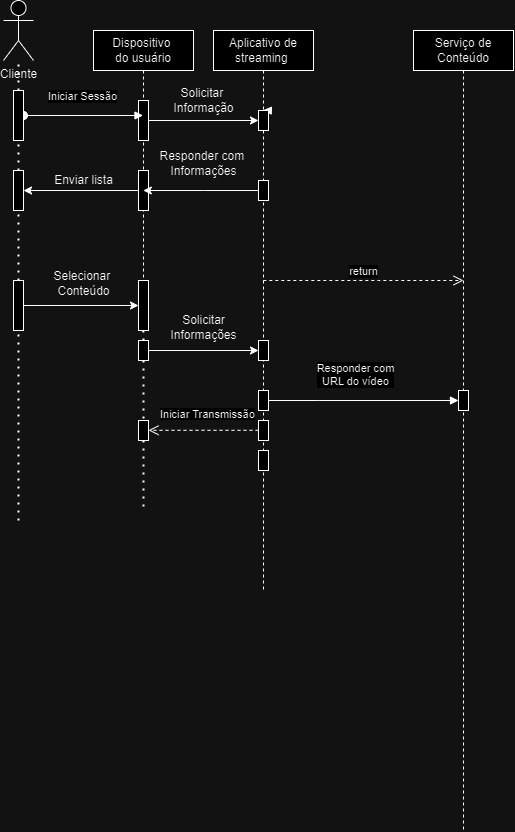 Cliente
Dispositivo
do usuário
Aplicativo de
streaming
Serviço de
Conteúdo
Iniciar Sessão
Solicitar
Informação
Responder com
Informações
Enviar lista
return
Selecionar
Conteúdo
Solicitar
Informações
Responder com
URL do vídeo
Iniciar Transmissão